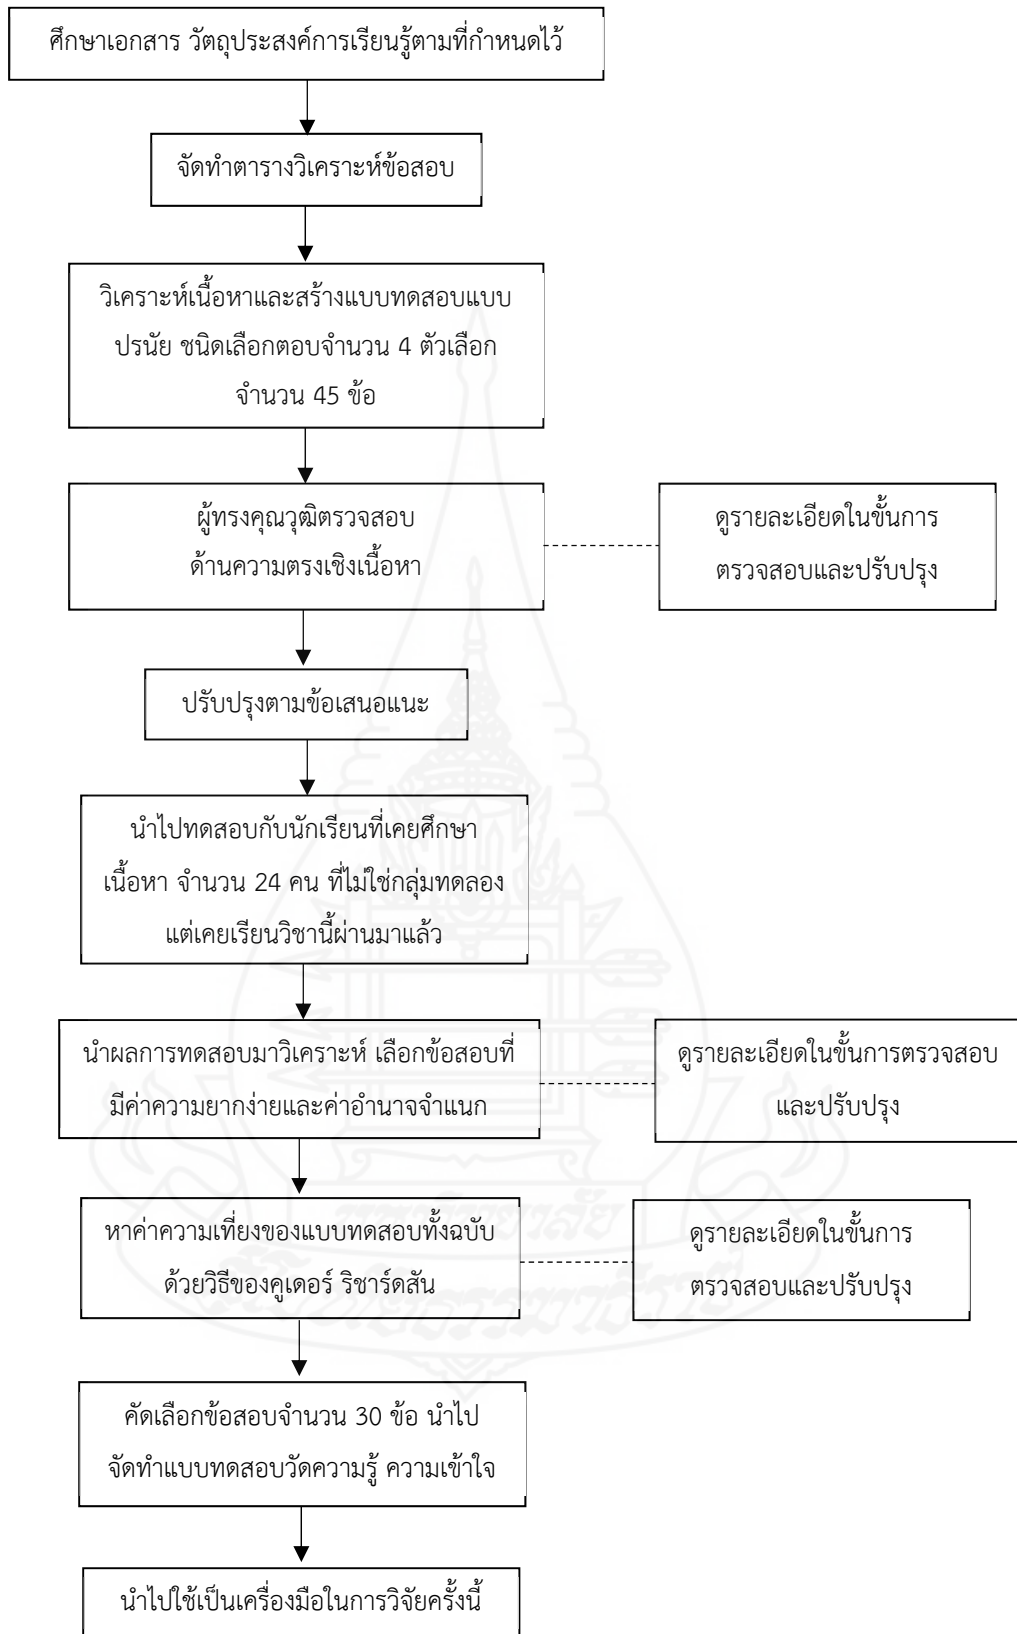 ศึกษาเอกสาร วัตถุประสงค์การเรียนรู้ตามที่กำหนดไว้
จัดทำตารางวิเคราะห์ข้อสอบ
วิเคราะห์เนื้อหาและสร้างแบบทดสอบแบบ
ปรนัย ชนิดเลือกตอบจำนวน 4 ตัวเลือก
จำนวน 45 ข้อ
ผู้ทรงคุณวุฒิตรวจสอบ
ด้านความตรงเชิงเนื้อหา
ดูรายละเอียดในขั้นการ
ตรวจสอบและปรับปรุง
ปรับปรุงตามข้อเสนอแนะ
นำไปทดสอบกับนักเรียนที่เคยศึกษา
เนื้อหา จำนวน 24 คน ที่ไม่ใช่กลุ่มทดลอง
แต่เคยเรียนวิชานี้ผ่านมาแล้ว
นำผลการทดสอบมาวิเคราะห์ เลือกข้อสอบที่
มีค่าความยากง่ายและค่าอำนาจจำแนก
ดูรายละเอียดในขั้นการตรวจสอบ
และปรับปรุง
หาค่าความเที่ยงของแบบทดสอบทั้งฉบับ
ด้วยวิธีของคูเดอร์ ริชาร์ดสัน
ดูรายละเอียดในขั้นการ
ตรวจสอบและปรับปรุง
คัดเลือกข้อสอบจำนวน 30 ข้อ นำไป
จัดทำแบบทดสอบวัดความรู้ ความเข้าใจ
นำไปใช้เป็นเครื่องมือในการวิจัยครั้งนี้